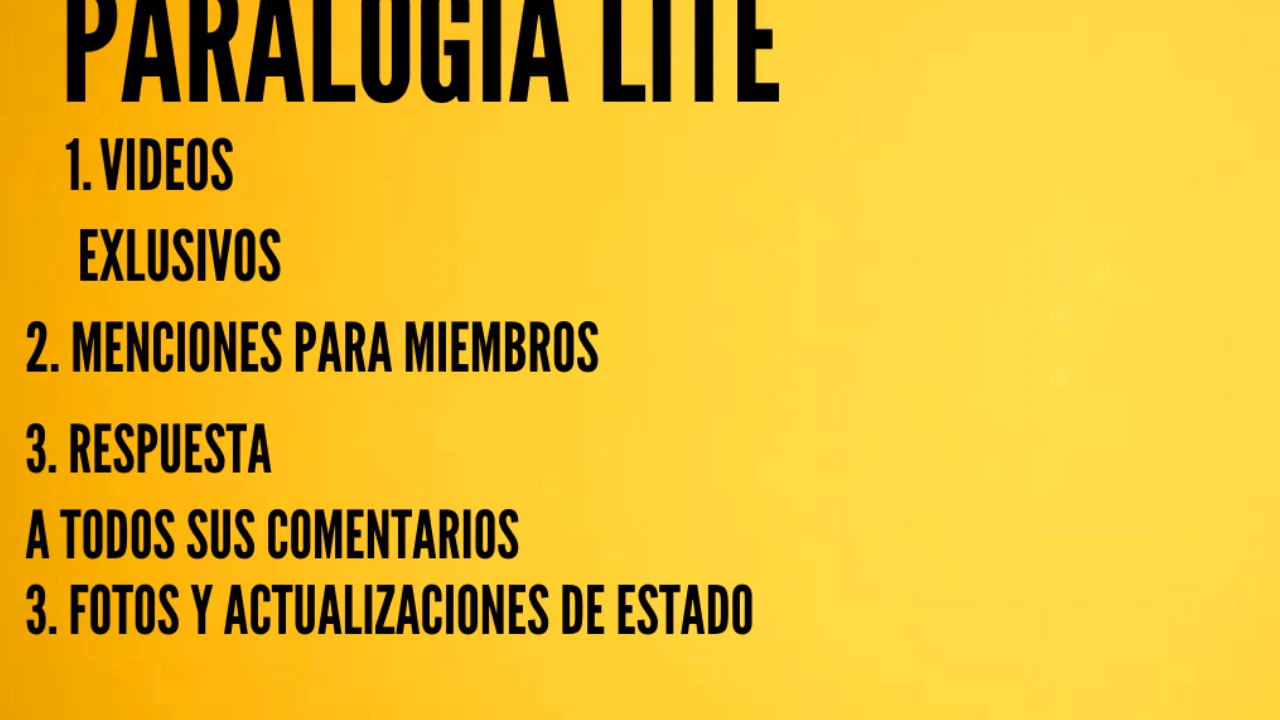 PARALOGIA LITE
1. VIDEOS
EXLUSIVOS
2. MENCIONES PARA MIEMBROS
3. RESPUESTA
A TODOS SUS COMENTARIOS
3. FOTOS Y ACTUALIZACIONES DE ESTADO